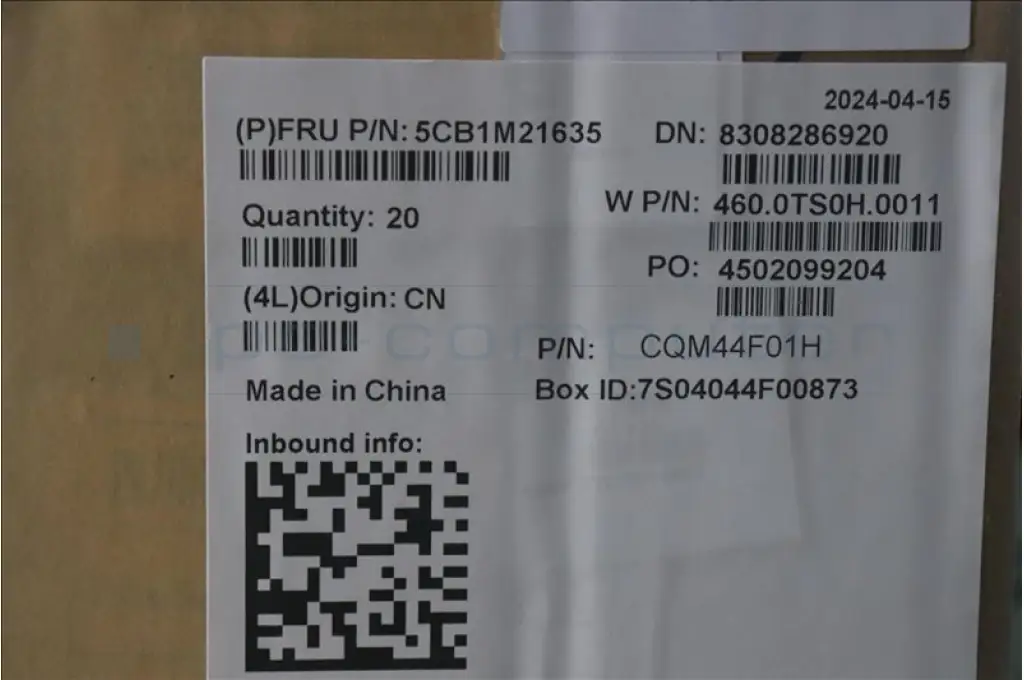 2024-04-15
(P)FRU P/N: 5CB1M21635
DN: 8308286920
W P/N: 460.0TS0H.0011
Quantity: 20
PO: 4502099204
(4L)Origin: CN
P/N: CQM44F01H
Made in China
Box ID:7S04044F00873
Inbound info: